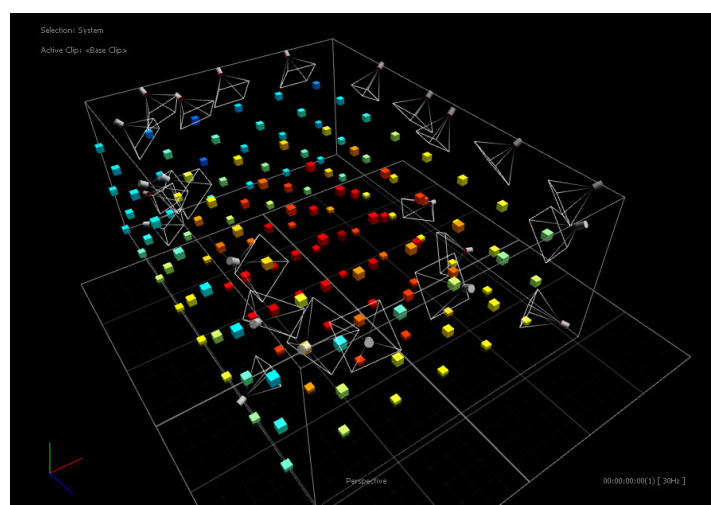 Selection: System
Active Clip: <Base Clip>
Perspective
00:00:00:00(1) [ 30Hz ]